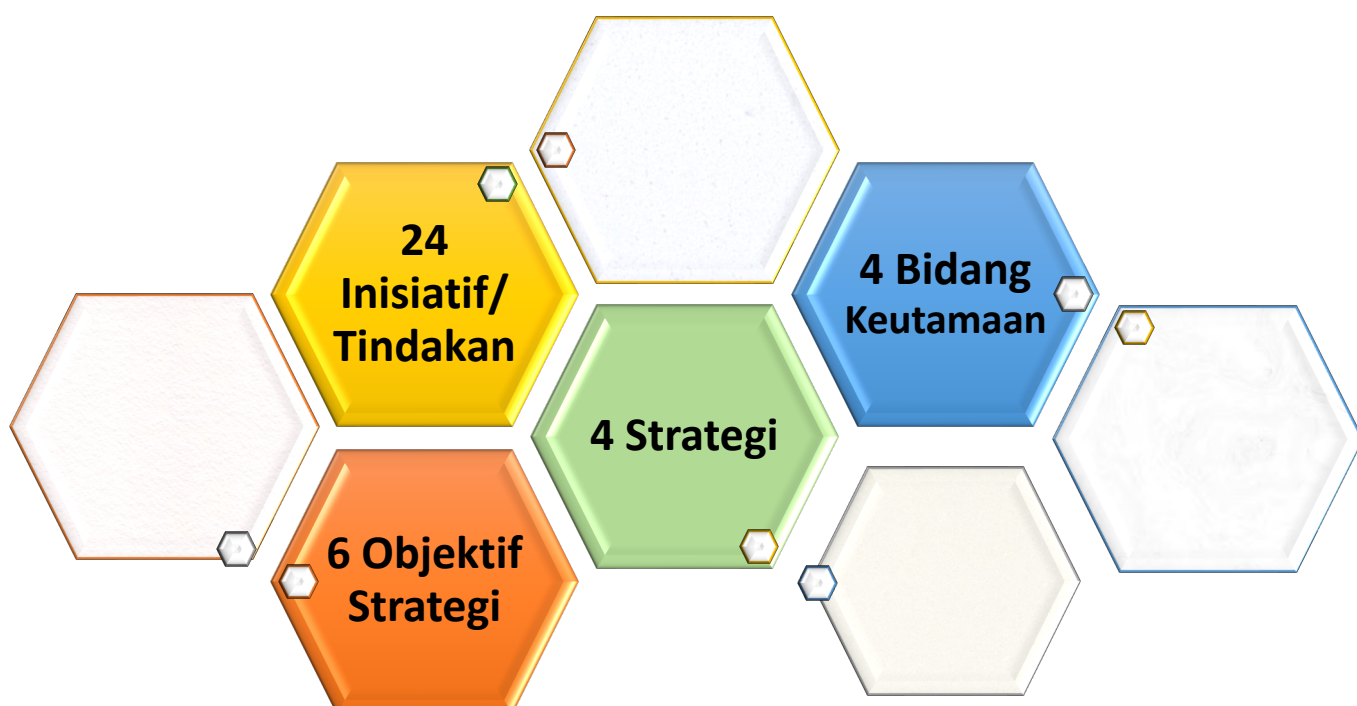 24
Inisiatif/
Tindakan
4 Bidang
Keutamaan
4 Strategi
6 Objektif
Strategi